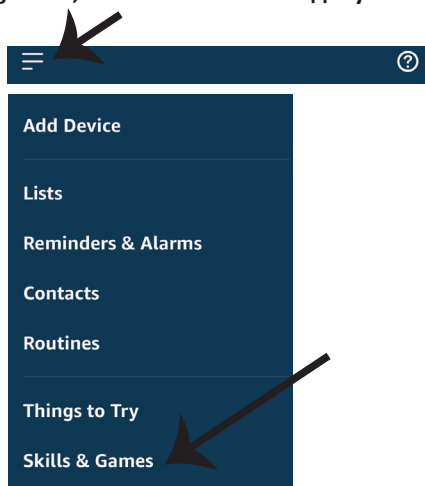 ?
Add Device
Lists
Reminders & Alarms
Contacts
Routines
Things to Try
Skills & Games